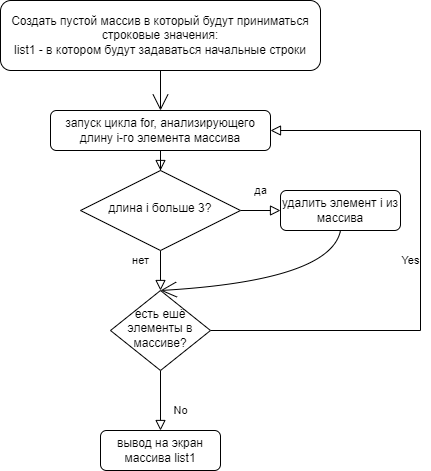 Создать пустой массив в который будут приниматься
строковые значения:
list1 - в котором будут задаваться начальные строки
запуск цикла for, анализирующего
длину i-го элемента массива
длина i больше 3?
да
удалить элемент i из
массива
нет
Yes
есть еше
элементы в
массиве?
No
вывод на экран
массива list1